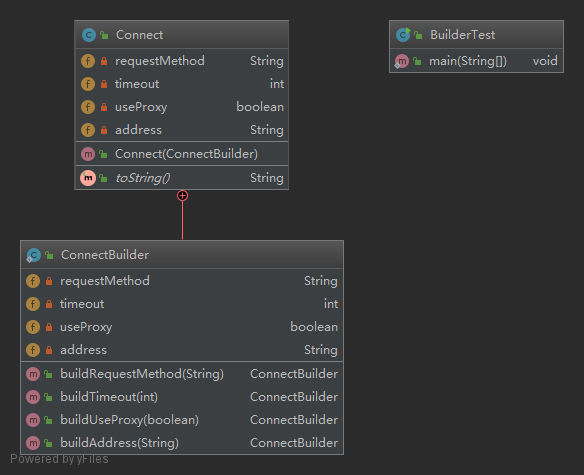 Connect
f requestMethod String
f timeout int
f useProxy boolean
f address String
m Connect(ConnectBuilder)
m toString() String
BuilderTest
m main(String[]) void
ConnectBuilder
f requestMethod String
f timeout int
f useProxy boolean
f address String
m buildRequestMethod(String) ConnectBuilder
m buildTimeout(int) ConnectBuilder
m buildUseProxy(boolean) ConnectBuilder
m buildAddress(String) ConnectBuilder
Powered by yFiles